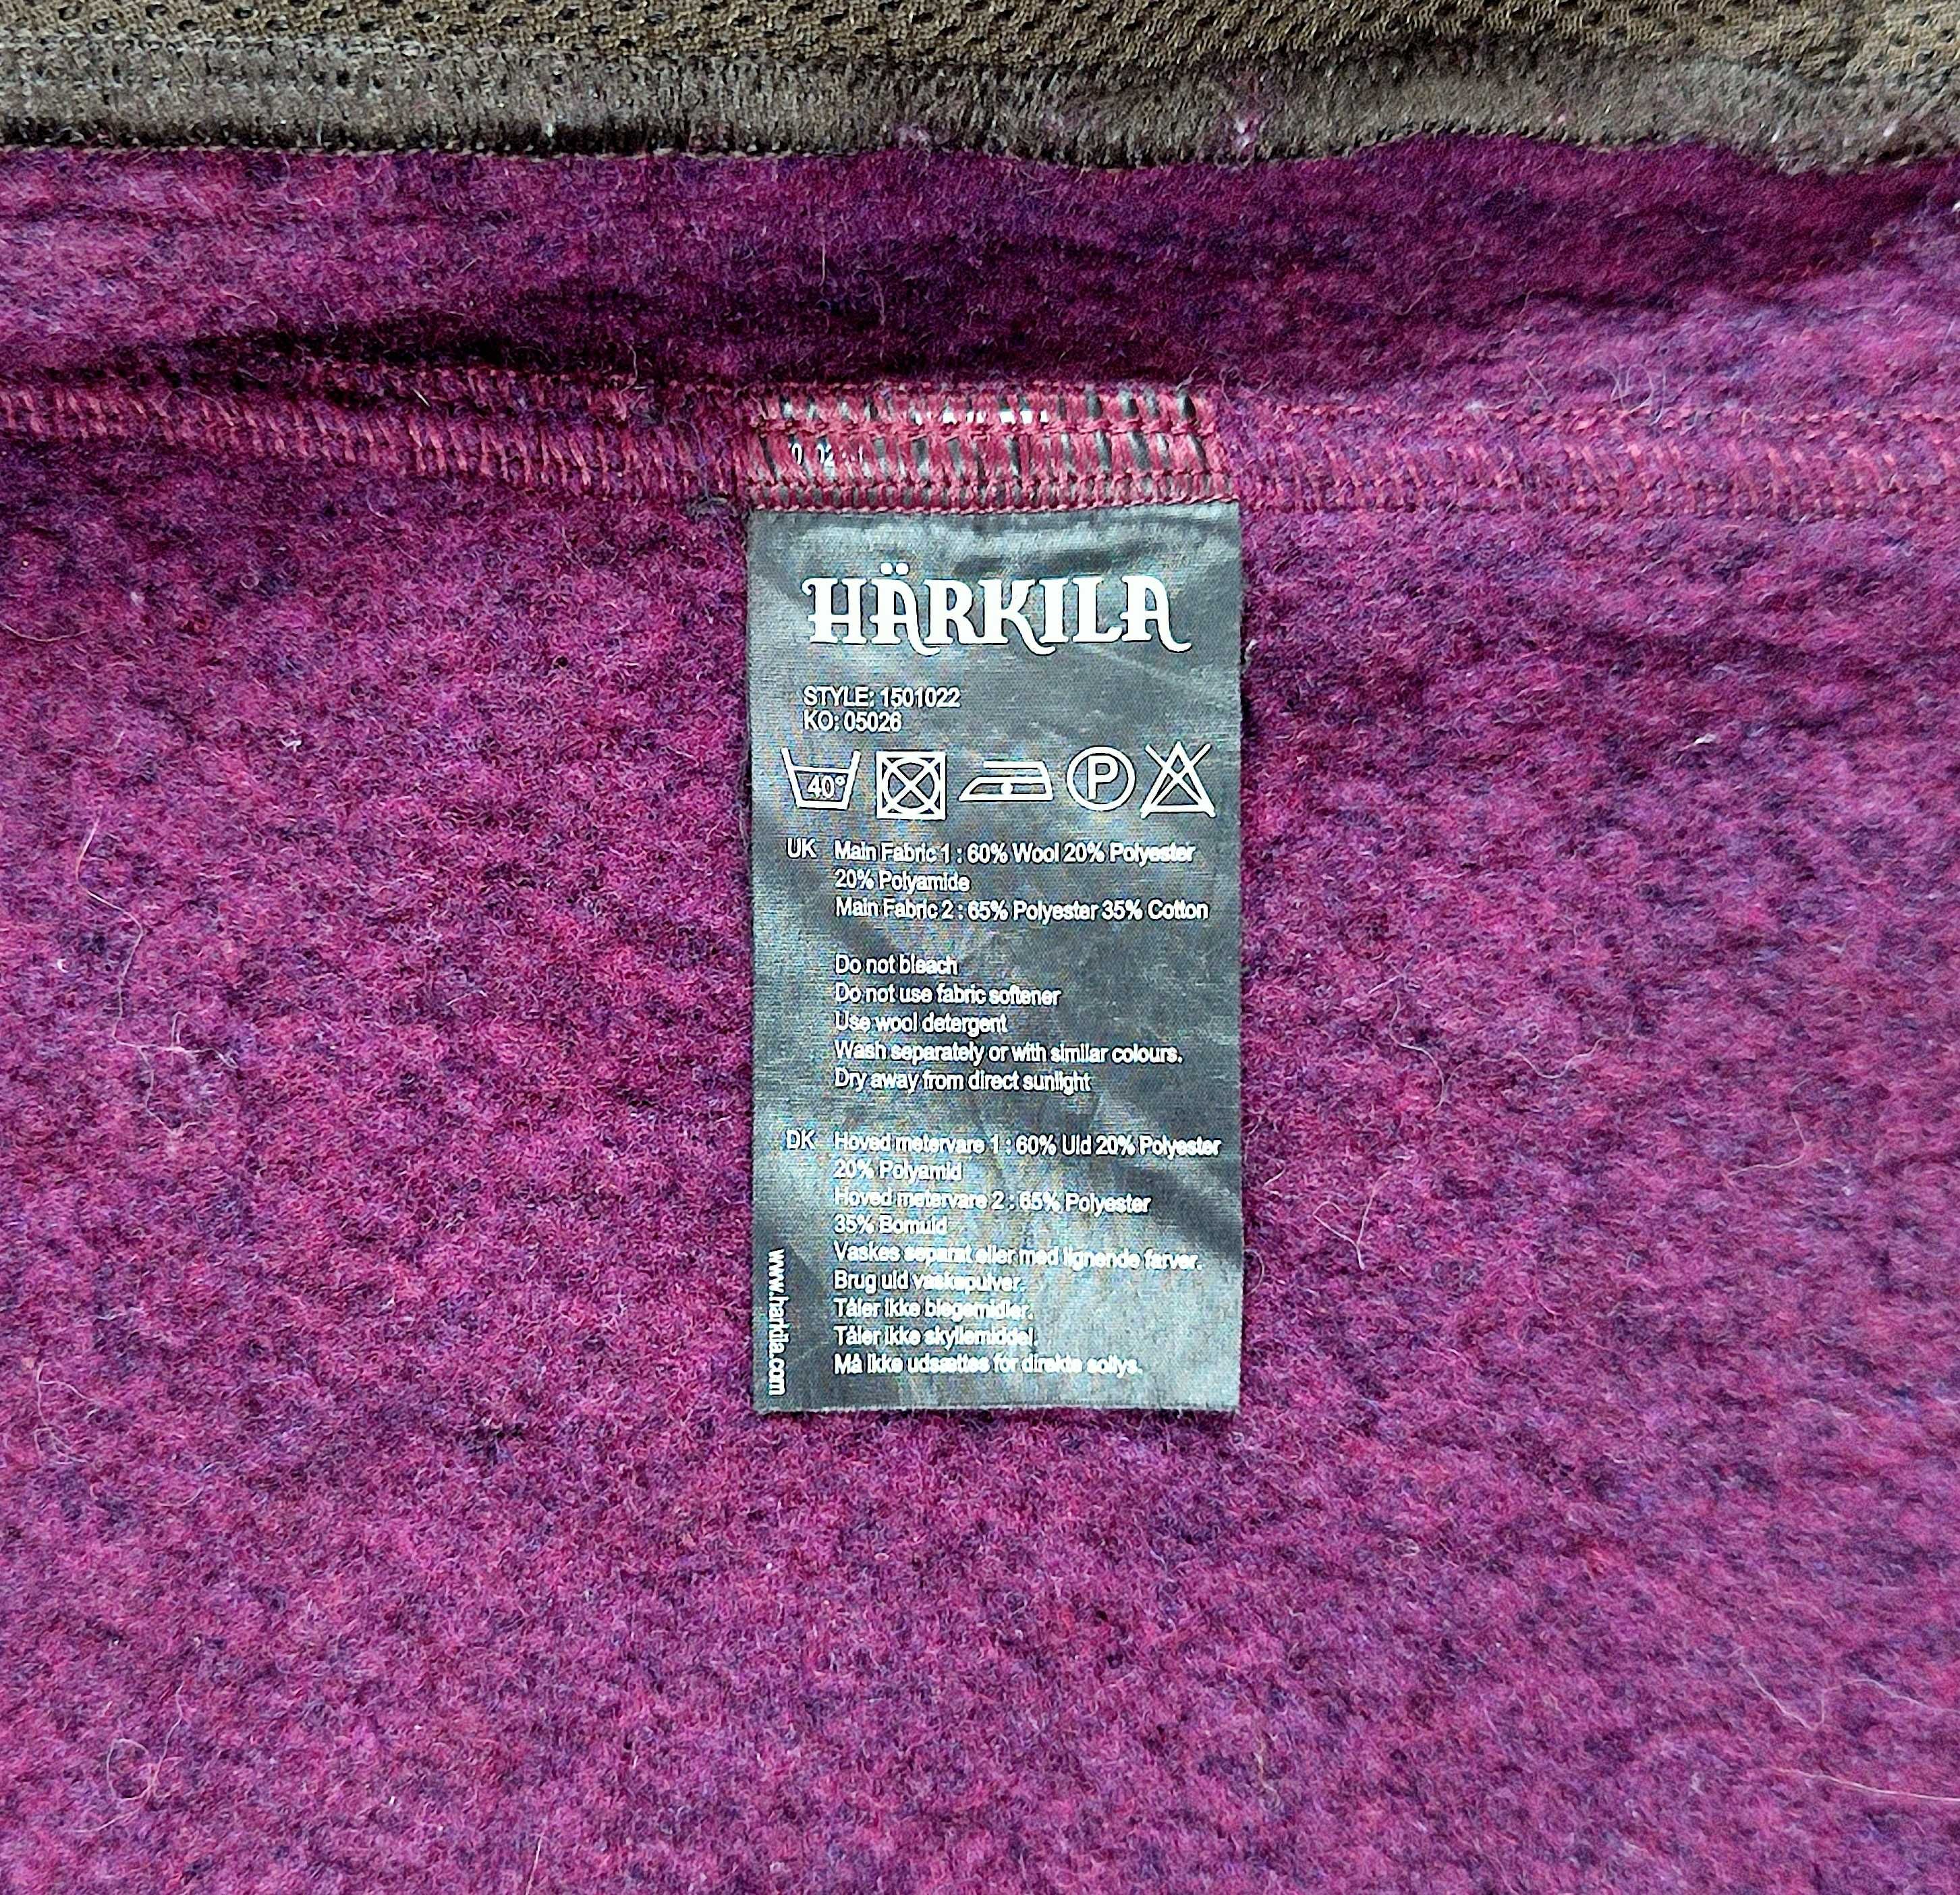 HÄRKILA
STYLE: 1501022
KO: 05026
40°
P
UK Main Fabric 1 : 60% Wool 20% Polyester
20% Polyamide
Main Fabric 2 : 65% Polyester 35% Cotton
Do not bleach
Do not use fabric softener
Use wool detergent
Wash separately or with similar colours.
Dry away from direct sunlight
DK Hoved metervare 1 : 60% Uld 20% Polyester
20% Polyamid
Hoved metervare 2 : 65% Polyester
35% Bomuld
Vaskes separat eller med lignende farver.
Brug uld vaskepulver.
Tåler ikke blegemidler.
Tåler ikke skyllemiddel.
Må ikke udsættes for direkte sollys.
www.harkila.com